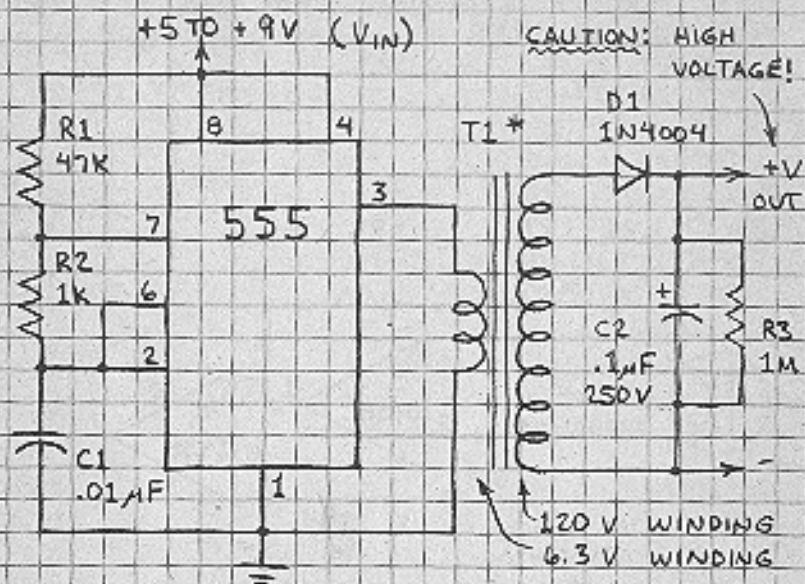 +5 TO + 9V (VIN)
CAUTION: HIGH
VOLTAGE!
R1
47K
8
4
T1 *
D1
1N4004
+V
OUT
3
7
555
R2
1K
6
2
C1
.01µF
1
+
C2
.1µF
250V
R3
1M
-
120 V WINDING
6.3 V WINDING